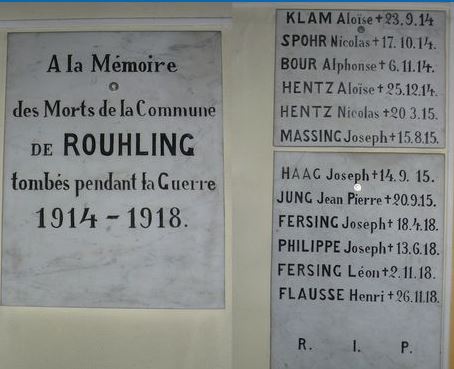 A la Mémoire
des Morts de la Commune
DE ROUHLING
tombés pendant la Guerre
1914 - 1918.
KLAM Aloïse + 23.9.14
SPOHR Nicolas + 17.10.14.
BOUR Alphonse + 6.11.14.
HENTZ Aloïse + 25.12.14.
HENTZ Nicolas + 20 3.15.
MASSING Joseph + 15.8.15.
HAAG Joseph + 14.9. 15.
JUNG Jean Pierre + 20.9.15.
FERSING Joseph + 18.4.18.
PHILIPPE Joseph + 13.6.18.
FERSING Léon + 2.11.18.
FLAUSSE Henri + 26.11.18.
R. I. P.